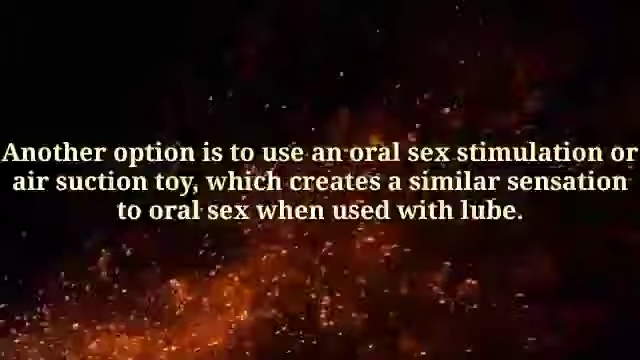 Another option is to use an oral sex stimulation or
air suction toy, which creates a similar sensation
to oral sex when used with lube.